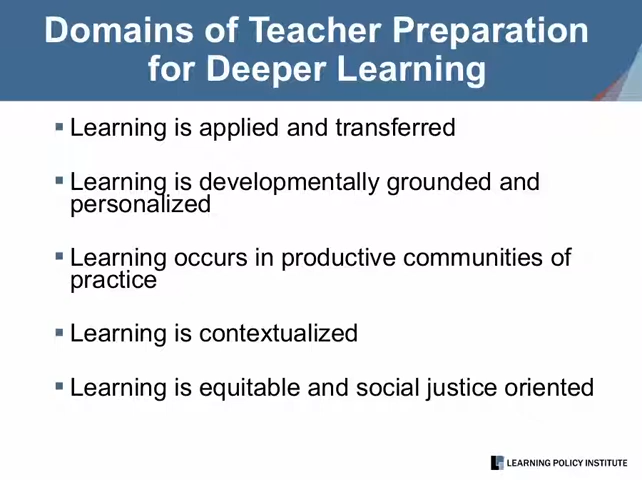 Domains of Teacher Preparation
for Deeper Learning
▪ Learning is applied and transferred
▪ Learning is developmentally grounded and
personalized
▪ Learning occurs in productive communities of
practice
▪ Learning is contextualized
▪ Learning is equitable and social justice oriented
LEARNING POLICY INSTITUTE